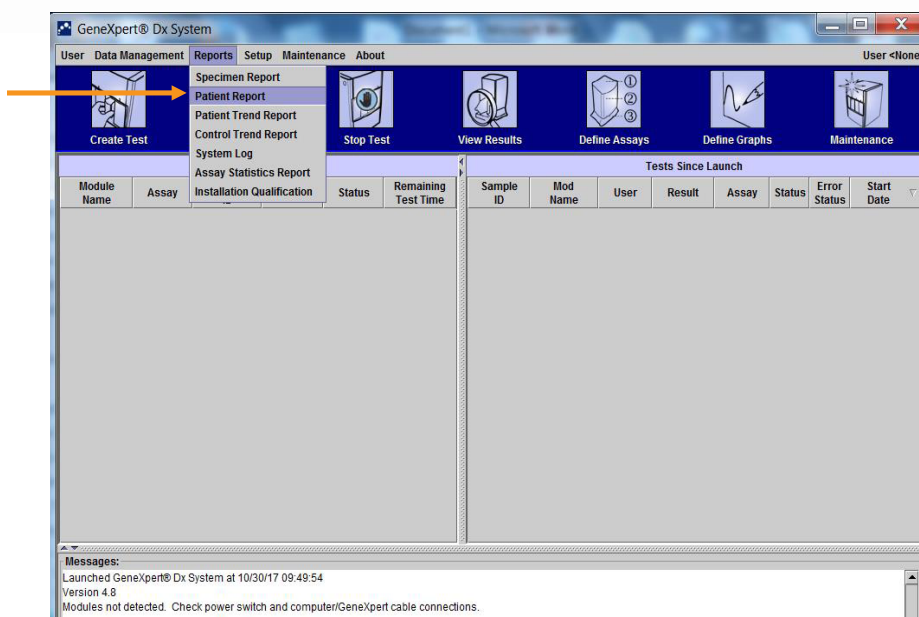 GeneXpert® Dx System
User Data Management Reports Setup Maintenance About User <None
Specimen Report
Patient Report
Patient Trend Report
Control Trend Report
System Log
Assay Statistics Report
Installation Qualification
Create Test Stop Test View Results Define Assays Define Graphs Maintenance
Tests Since Launch
Module Name Assay Status Remaining Test Time
Sample ID Mod Name User Result Assay Status Error Status Start Date
Messages:
Launched GeneXpert® Dx System at 10/30/17 09:49:54
Version 4.8
Modules not detected. Check power switch and computer/GeneXpert cable connections.